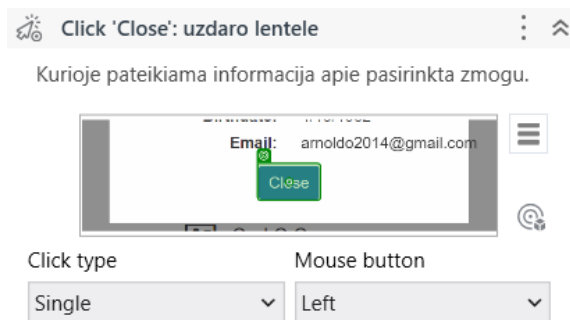 Click 'Close': uzdaro lentele
Kurioje pateikiama informacija apie pasirinkta zmogu.
Email: arnoldo2014@gmail.com
Close
Click type
Mouse button
Single
Left